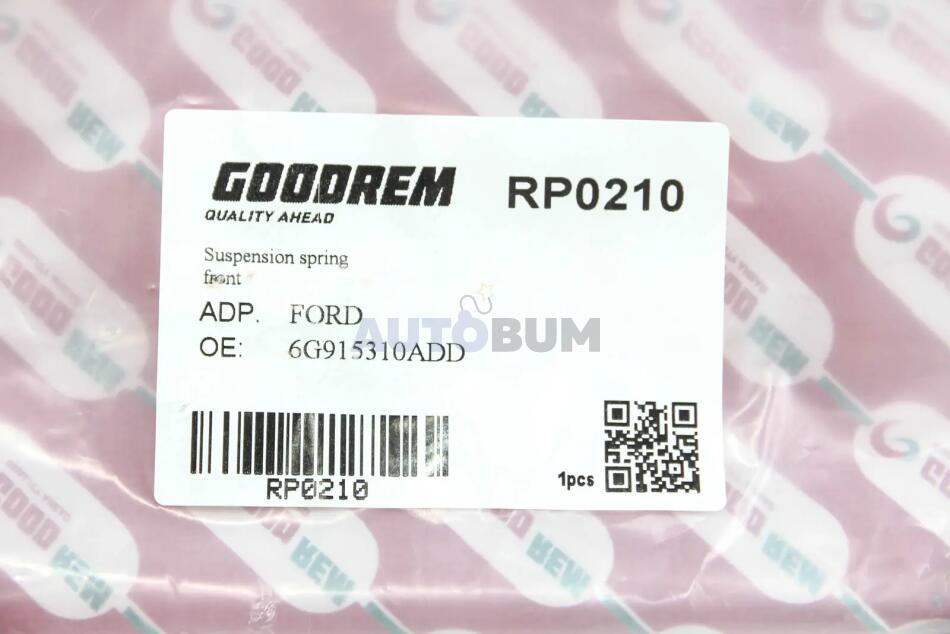 GOODREM
QUALITY AHEAD
RP0210
Suspension spring
front
ADP. FORD
OE: 6G915310ADD
AUTOBUM
RP0210
1pcs